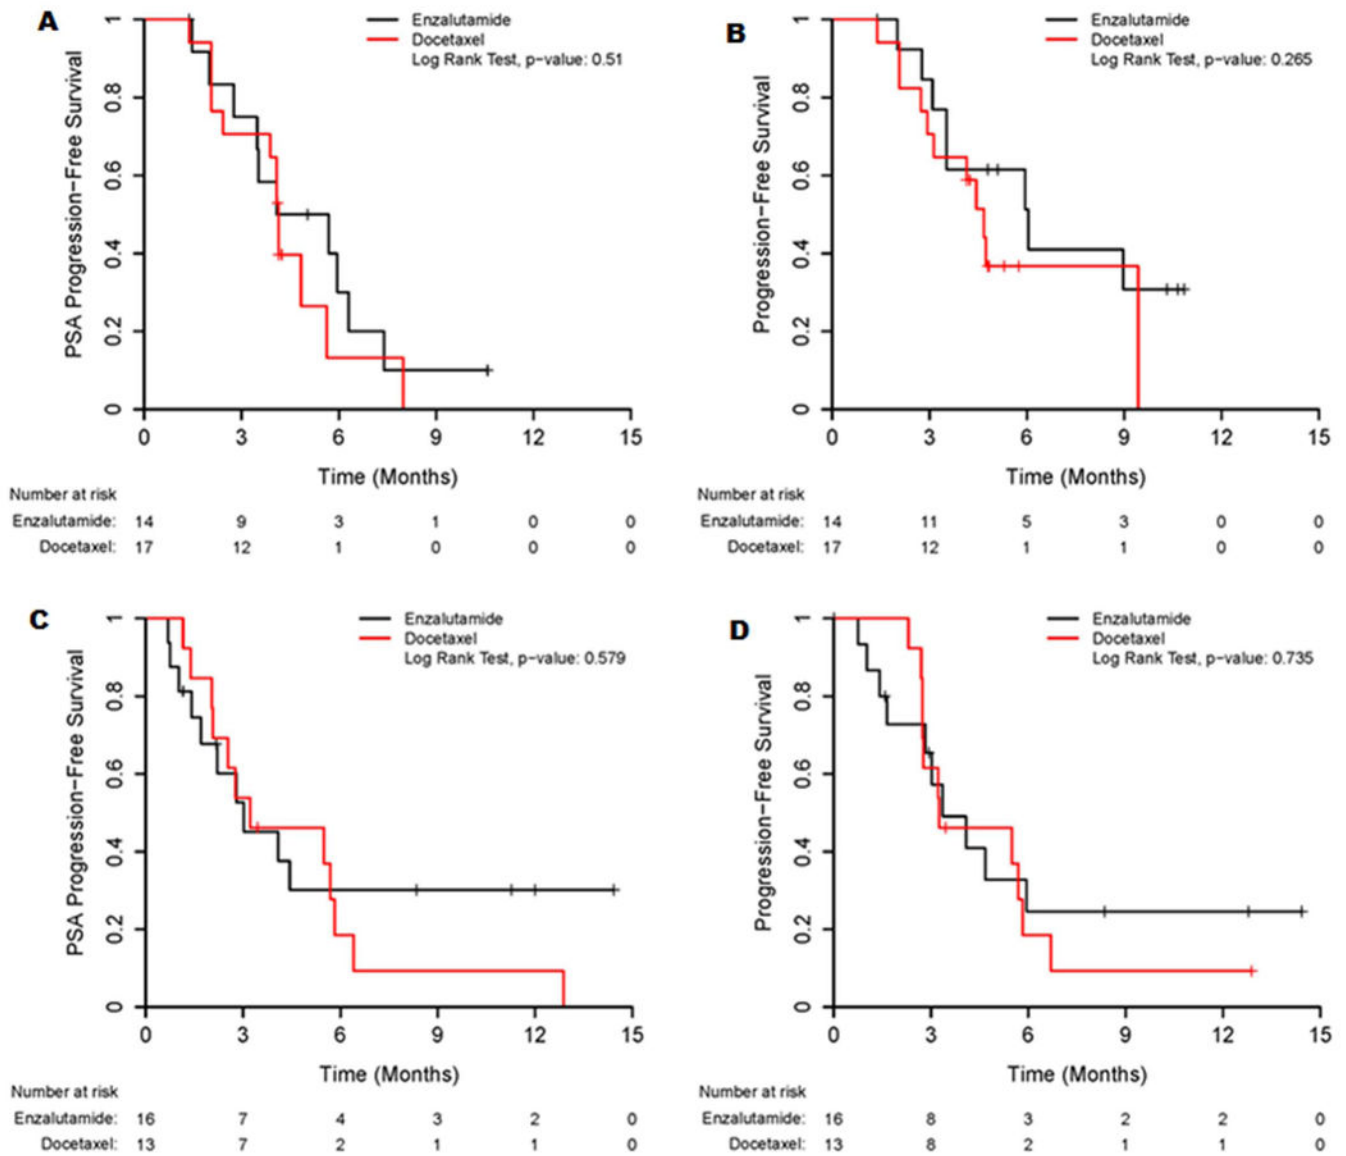 A
Enzalutamide
Docetaxel
Log Rank Test, p-value: 0.51
PSA Progression-Free Survival
1
0.8
0.6
0.4
0.2
0
0 3 6 9 12 15
Time (Months)
Number at risk
Enzalutamide: 14 9 3 1 0 0
Docetaxel: 17 12 1 0 0 0
B
Enzalutamide
Docetaxel
Log Rank Test, p-value: 0.265
Progression-Free Survival
1
0.8
0.6
0.4
0.2
0
0 3 6 9 12 15
Time (Months)
Number at risk
Enzalutamide: 14 11 5 3 0 0
Docetaxel: 17 12 1 1 0 0
C
Enzalutamide
Docetaxel
Log Rank Test, p-value: 0.579
PSA Progression-Free Survival
1
0.8
0.6
0.4
0.2
0
0 3 6 9 12 15
Time (Months)
Number at risk
Enzalutamide: 16 7 4 3 2 0
Docetaxel: 13 7 2 1 1 0
D
Enzalutamide
Docetaxel
Log Rank Test, p-value: 0.735
Progression-Free Survival
1
0.8
0.6
0.4
0.2
0
0 3 6 9 12 15
Time (Months)
Number at risk
Enzalutamide: 16 8 3 2 2 0
Docetaxel: 13 8 2 1 1 0